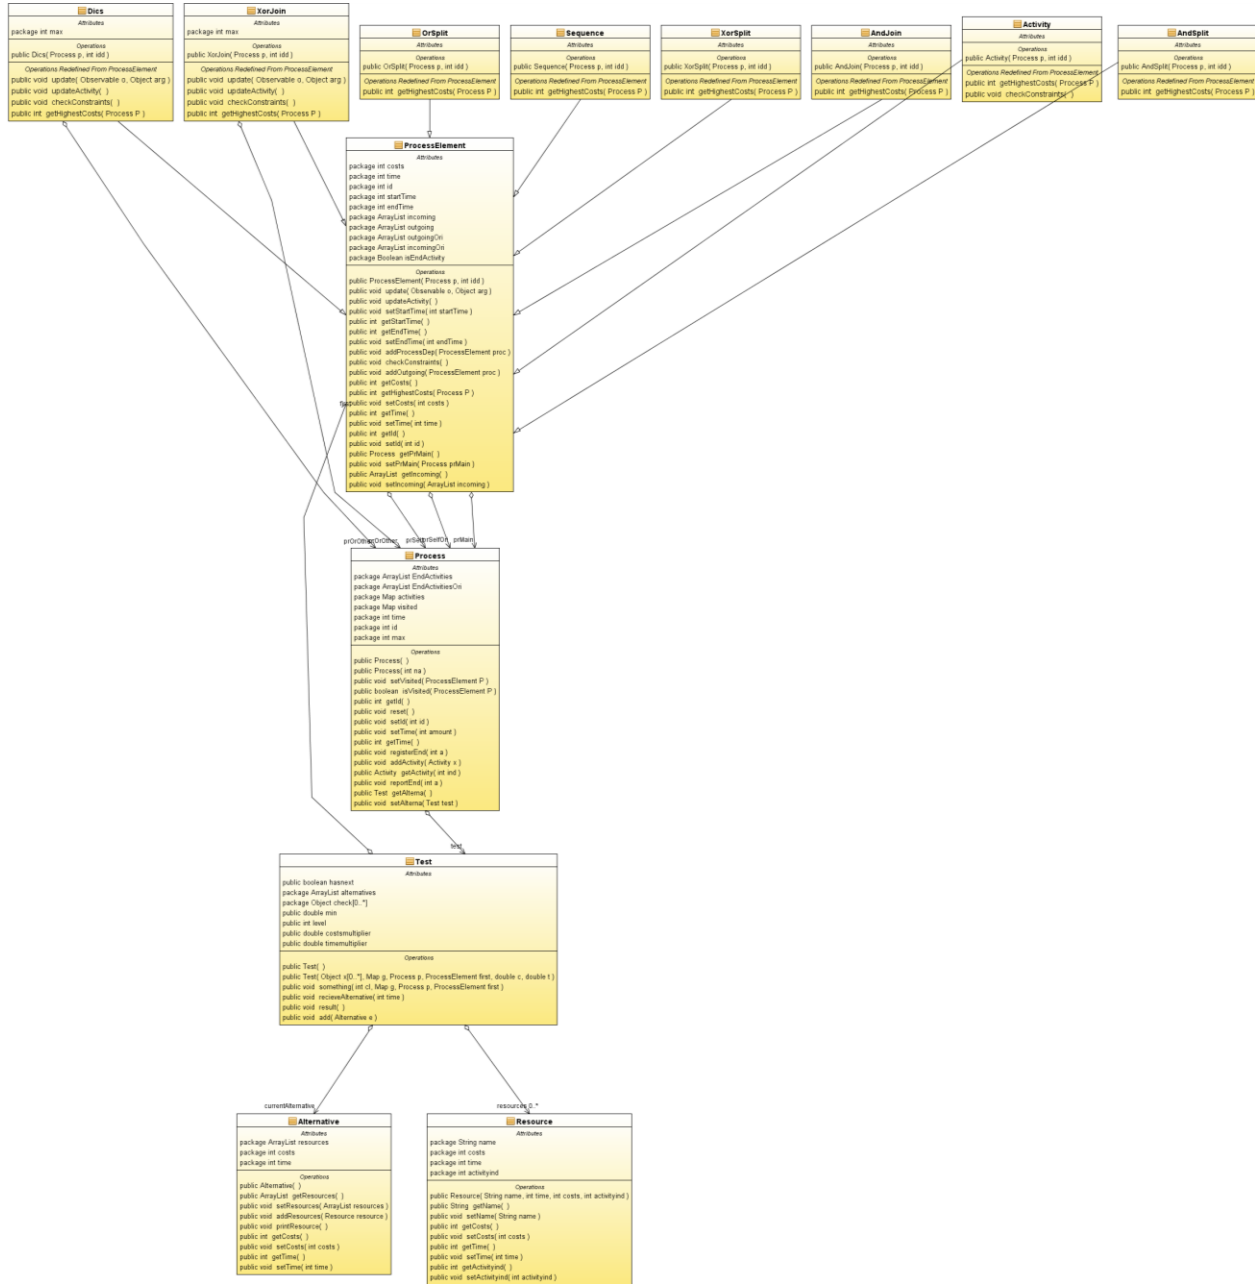 Dics
Attributes
package int max
Operations
public Dics( Process p, int idd )
Operations Redefined From ProcessElement
public void update( Observable o, Object arg )
public void updateActivity( )
public void checkConstraints( )
public int getHighestCosts( Process P )
XorJoin
Attributes
package int max
Operations
public XorJoin( Process p, int idd )
Operations Redefined From ProcessElement
public void update( Observable o, Object arg )
public void updateActivity( )
public void checkConstraints( )
public int getHighestCosts( Process P )
OrSplit
Attributes
Operations
public OrSplit( Process p, int idd )
Operations Redefined From ProcessElement
public int getHighestCosts( Process P )
Sequence
Attributes
Operations
public Sequence( Process p, int idd )
Operations Redefined From ProcessElement
public int getHighestCosts( Process P )
XorSplit
Attributes
Operations
public XorSplit( Process p, int idd )
Operations Redefined From ProcessElement
public int getHighestCosts( Process P )
AndJoin
Attributes
Operations
public AndJoin( Process p, int idd )
Operations Redefined From ProcessElement
public int getHighestCosts( Process P )
Activity
Attributes
Operations
public Activity( Process p, int idd )
Operations Redefined From ProcessElement
public int getHighestCosts( Process P )
public void checkConstraints( )
AndSplit
Attributes
Operations
public AndSplit( Process p, int idd )
Operations Redefined From ProcessElement
public int getHighestCosts( Process P )
ProcessElement
Attributes
package int costs
package int time
package int id
package int startTime
package int endTime
package ArrayList incoming
package ArrayList outgoing
package ArrayList outgoingOri
package ArrayList incomingOri
package Boolean isEndActivity
Operations
public ProcessElement( Process p, int idd )
public void update( Observable o, Object arg )
public void updateActivity( )
public void setStartTime( int startTime )
public int getStartTime( )
public int getEndTime( )
public void setEndTime( int endTime )
public void addProcessDep( ProcessElement proc )
public void checkConstraints( )
public void addOutgoing( ProcessElement proc )
public int getCosts( )
public int getHighestCosts( Process P )
public void setCosts( int costs )
public int getTime( )
public void setTime( int time )
public int getId( )
public void setId( int id )
public Process getPrMain( )
public void setPrMain( Process prMain )
public ArrayList getIncoming( )
public void setIncoming( ArrayList incoming )
prMain
Process
Attributes
package ArrayList EndActivities
package ArrayList EndActivitiesOri
package Map activities
package Map visited
package int time
package int id
package int max
Operations
public Process( )
public Process( int na )
public void setVisited( ProcessElement P )
public boolean isVisited( ProcessElement P )
public int getId( )
public void reset( )
public void setId( int id )
public void setTime( int amount )
public int getTime( )
public void registerEnd( int a )
public void addActivity( Activity x )
public Activity getActivity( int ind )
public void reportEnd( int a )
public Test getAlterna( )
public void setAlterna( Test test )
test
Test
Attributes
public boolean hasnext
package ArrayList alternatives
package Object check[0..*]
public double min
public int level
public double costsmultiplier
public double timemultiplier
Operations
public Test( )
public Test( Object x[0..*], Map g, Process p, ProcessElement first, double c, double t )
public void something( int cl, Map g, Process p, ProcessElement first )
public void recieveAlternative( int time )
public void result( )
public void add( Alternative e )
currentAlternative
resources 0..*
Alternative
Attributes
package ArrayList resources
package int costs
package int time
Operations
public Alternative( )
public ArrayList getResources( )
public void setResources( ArrayList resources )
public void addResources( Resource resource )
public void printResource( )
public int getCosts( )
public void setCosts( int costs )
public int getTime( )
public void setTime( int time )
Resource
Attributes
package String name
package int costs
package int time
package int activityind
Operations
public Resource( String name, int time, int costs, int activityind )
public String getName( )
public void setName( String name )
public int getCosts( )
public void setCosts( int costs )
public int getTime( )
public void setTime( int time )
public int getActivityind( )
public void setActivityind( int activityind )